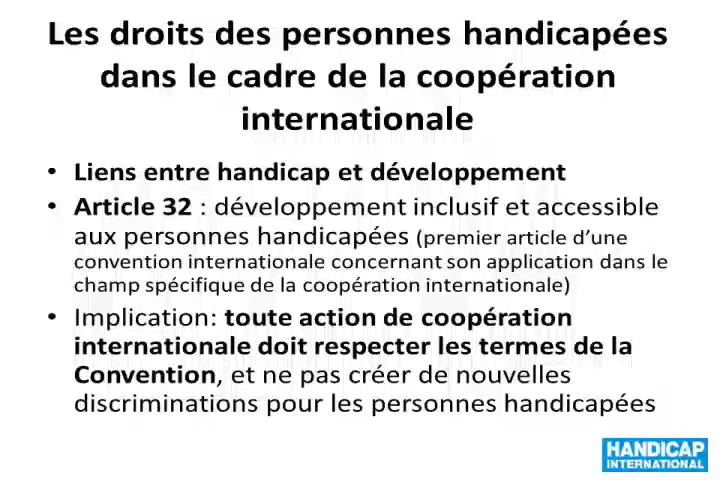 Les droits des personnes handicapées
dans le cadre de la coopération
internationale
• Liens entre handicap et développement
• Article 32 : développement inclusif et accessible
aux personnes handicapées (premier article d’une
convention internationale concernant son application dans le
champ spécifique de la coopération internationale)
• Implication: toute action de coopération
internationale doit respecter les termes de la
Convention, et ne pas créer de nouvelles
discriminations pour les personnes handicapées
HANDICAP
INTERNATIONAL